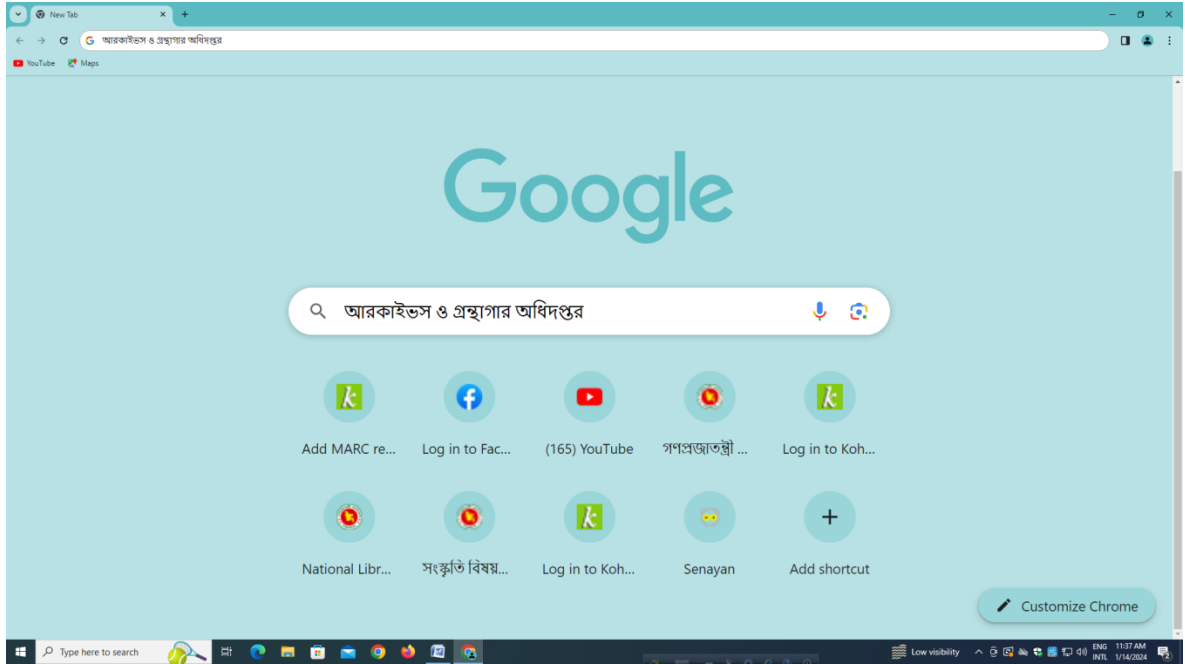 New Tab
আরকাইভস ও গ্রন্থাগার অধিদপ্তর
YouTube Maps
Google
আরকাইভস ও গ্রন্থাগার অধিদপ্তর
Add MARC re... Log in to Fac... (165) YouTube গণপ্রজাতন্ত্রী ... Log in to Koh...
National Libr... সংস্কৃতি বিষয়... Log in to Koh... Senayan Add shortcut
Customize Chrome
Type here to search Low visibility ENG 11:37 AM
INTL 1/14/2024